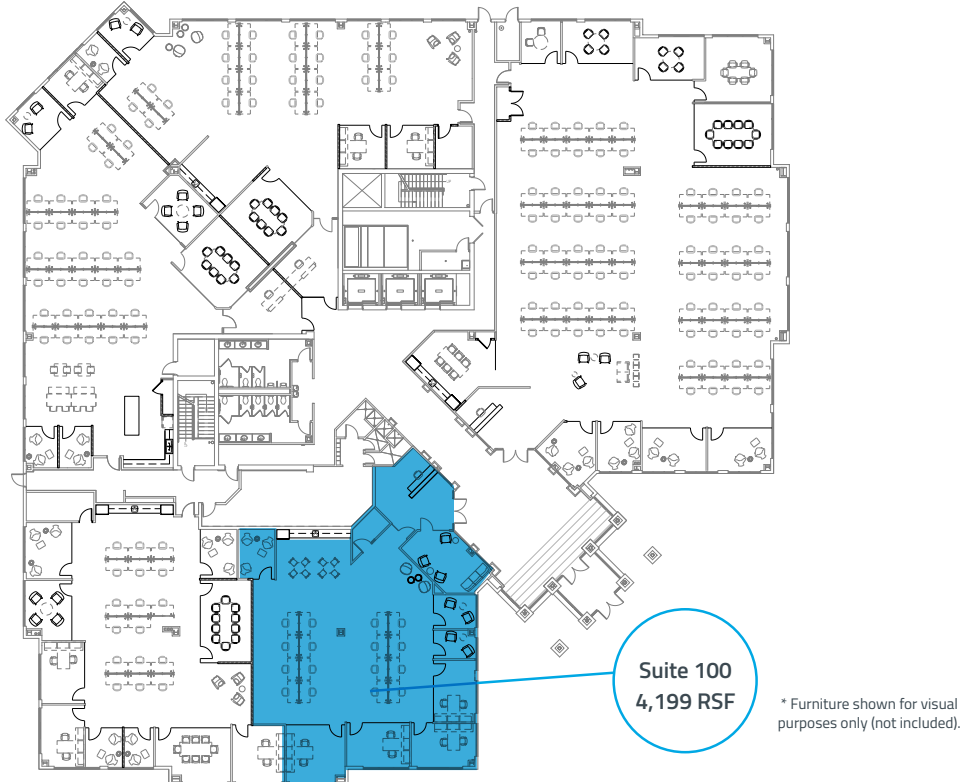 Suite 100
4,199 RSF
* Furniture shown for visual
purposes only (not included).